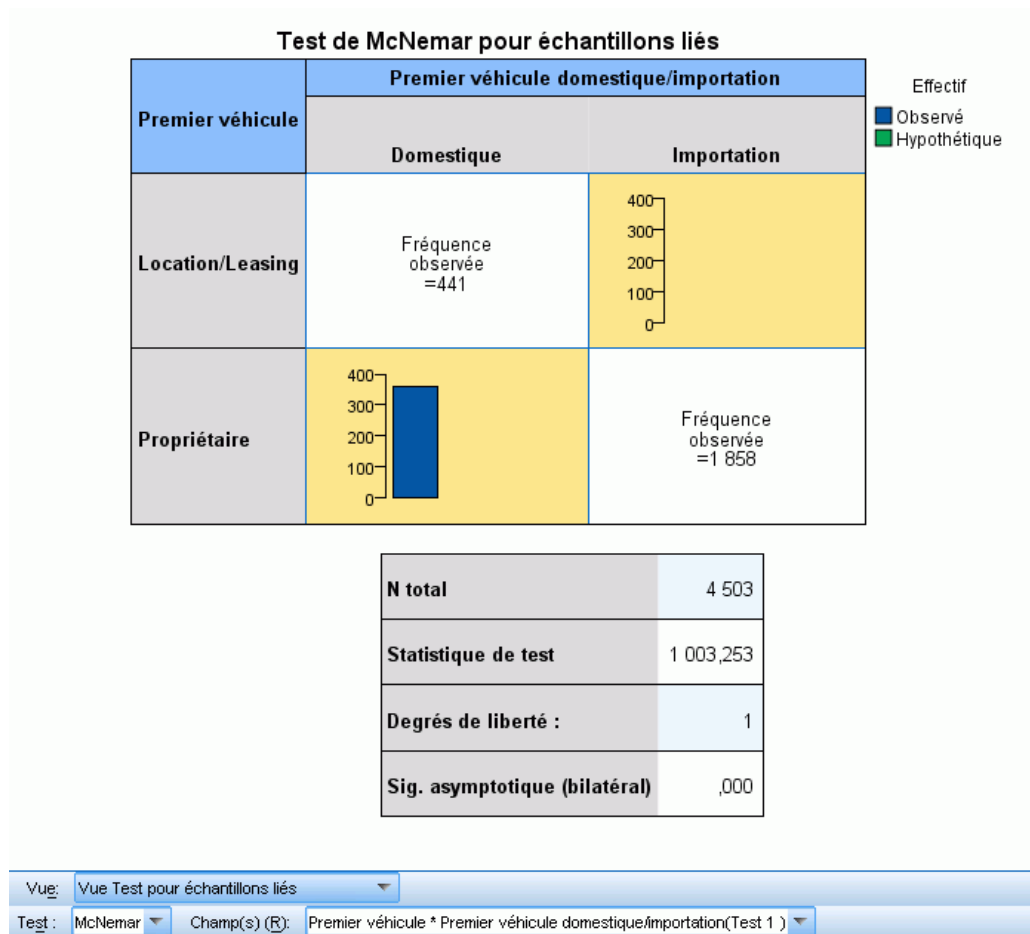 Test de McNemar pour échantillons liés
Premier véhicule
Premier véhicule domestique/importation
Domestique
Importation
Effectif
Observé
Hypothétique
Location/Leasing
Fréquence
observée
=441
400
300
200
100
0
Propriétaire
400
300
200
100
0
Fréquence
observée
=1 858
N total 4 503
Statistique de test 1 003,253
Degrés de liberté : 1
Sig. asymptotique (bilatéral) ,000
Vue: Vue Test pour échantillons liés
Test : McNemar Champ(s) (R): Premier véhicule * Premier véhicule domestique/importation(Test 1 )